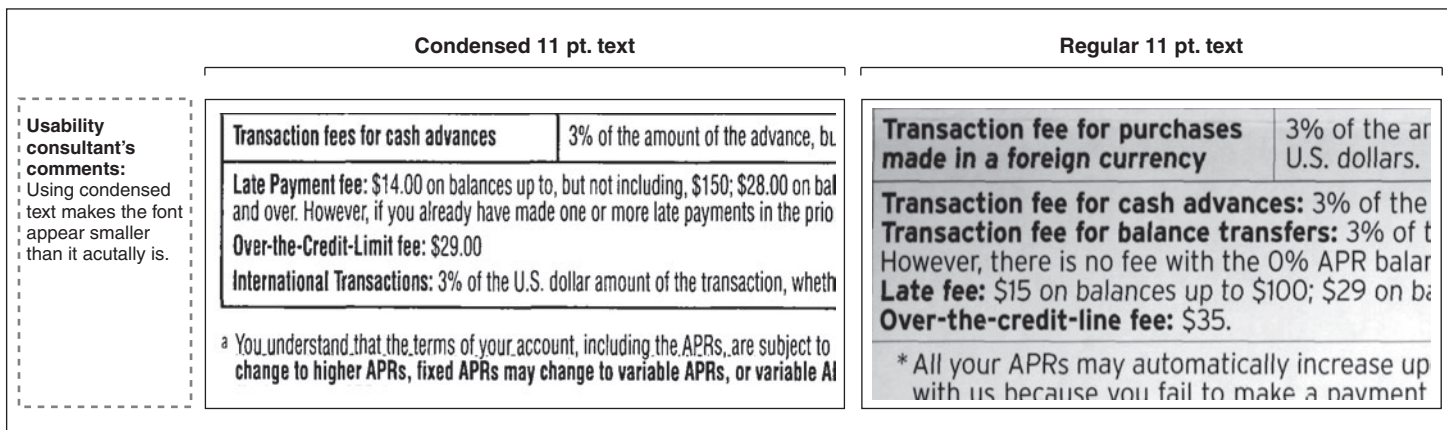 Condensed 11 pt. text
Regular 11 pt. text
Usability
consultant's
comments:
Using condensed
text makes the font
appear smaller
than it acutally is.
Transaction fees for cash advances
3% of the amount of the advance, bu
Late Payment fee: $14.00 on balances up to, but not including, $150; $28.00 on bal
and over. However, if you already have made one or more late payments in the prio
Over-the-Credit-Limit fee: $29.00
International Transactions: 3% of the U.S. dollar amount of the transaction, wheth
a You understand that the terms of your account, including the APRs, are subject to
change to higher APRs, fixed APRs may change to variable APRs, or variable
Transaction fee for purchases
made in a foreign currency
3% of the
U.S. dollars.
Transaction fee for cash advances: 3% of the
Transaction fee for balance transfers: 3% of
However, there is no fee with the 0% APR
Late fee: $15 on balances up to $100; $29 on
Over-the-credit-line fee: $35.
* All your APRs may automatically increase up
with us because you fail to make a payment